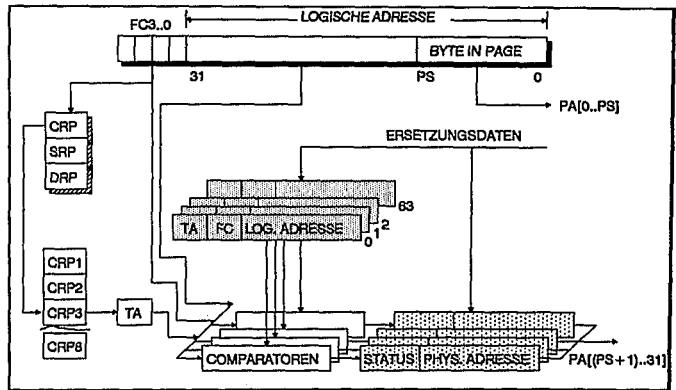 FC3..0
LOGISCHE ADRESSE
BYTE IN PAGE
31
PS
0
PA[0..PS]
CRP
SRP
DRP
ERSETZUNGSDATEN
63
2
1
0
TA FC LOG. ADRESSE
CRP1
CRP2
CRP3
CRP8
TA
COMPARATOREN
STATUS PHYS. ADRESSE
PA[(PS+1)..31]